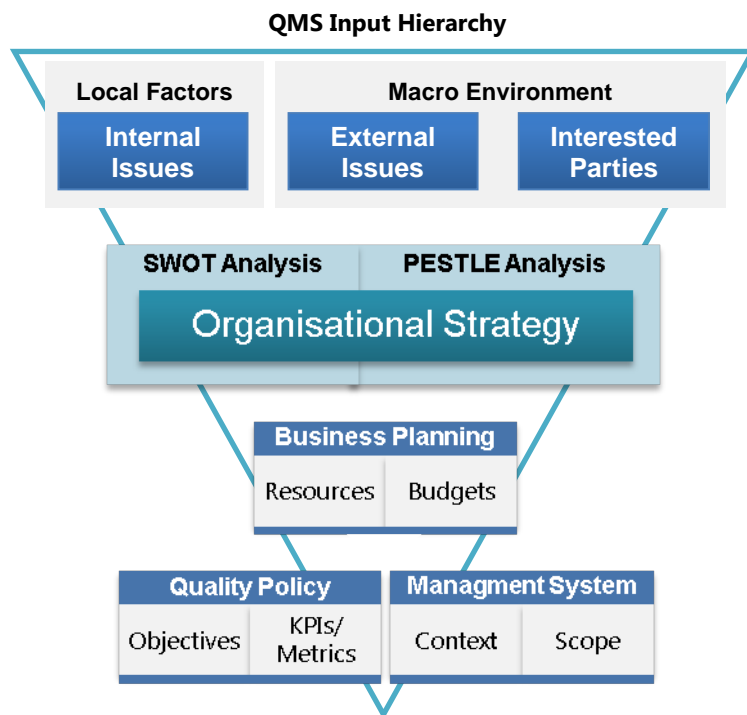 QMS Input Hierarchy
Local Factors
Internal
Issues
Macro Environment
External
Issues
Interested
Parties
SWOT Analysis
PESTLE Analysis
Organisational Strategy
Business Planning
Resources
Budgets
Quality Policy
Objectives
KPIs/
Metrics
Managment System
Context
Scope